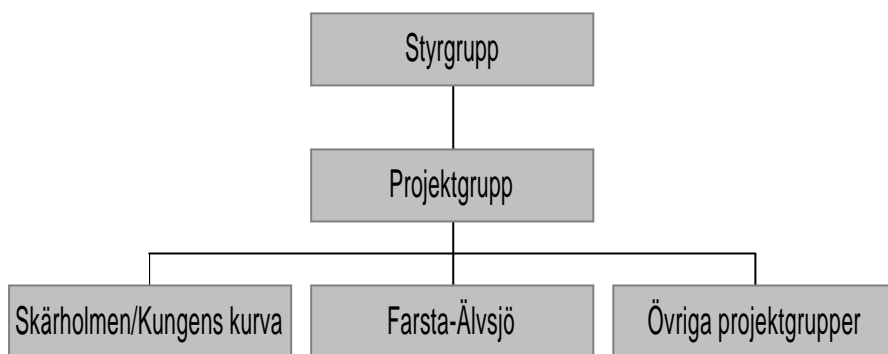 Styrgrupp
Projektgrupp
Skärholmen/Kungens kurva
Farsta-Älvsjö
Övriga projektgrupper